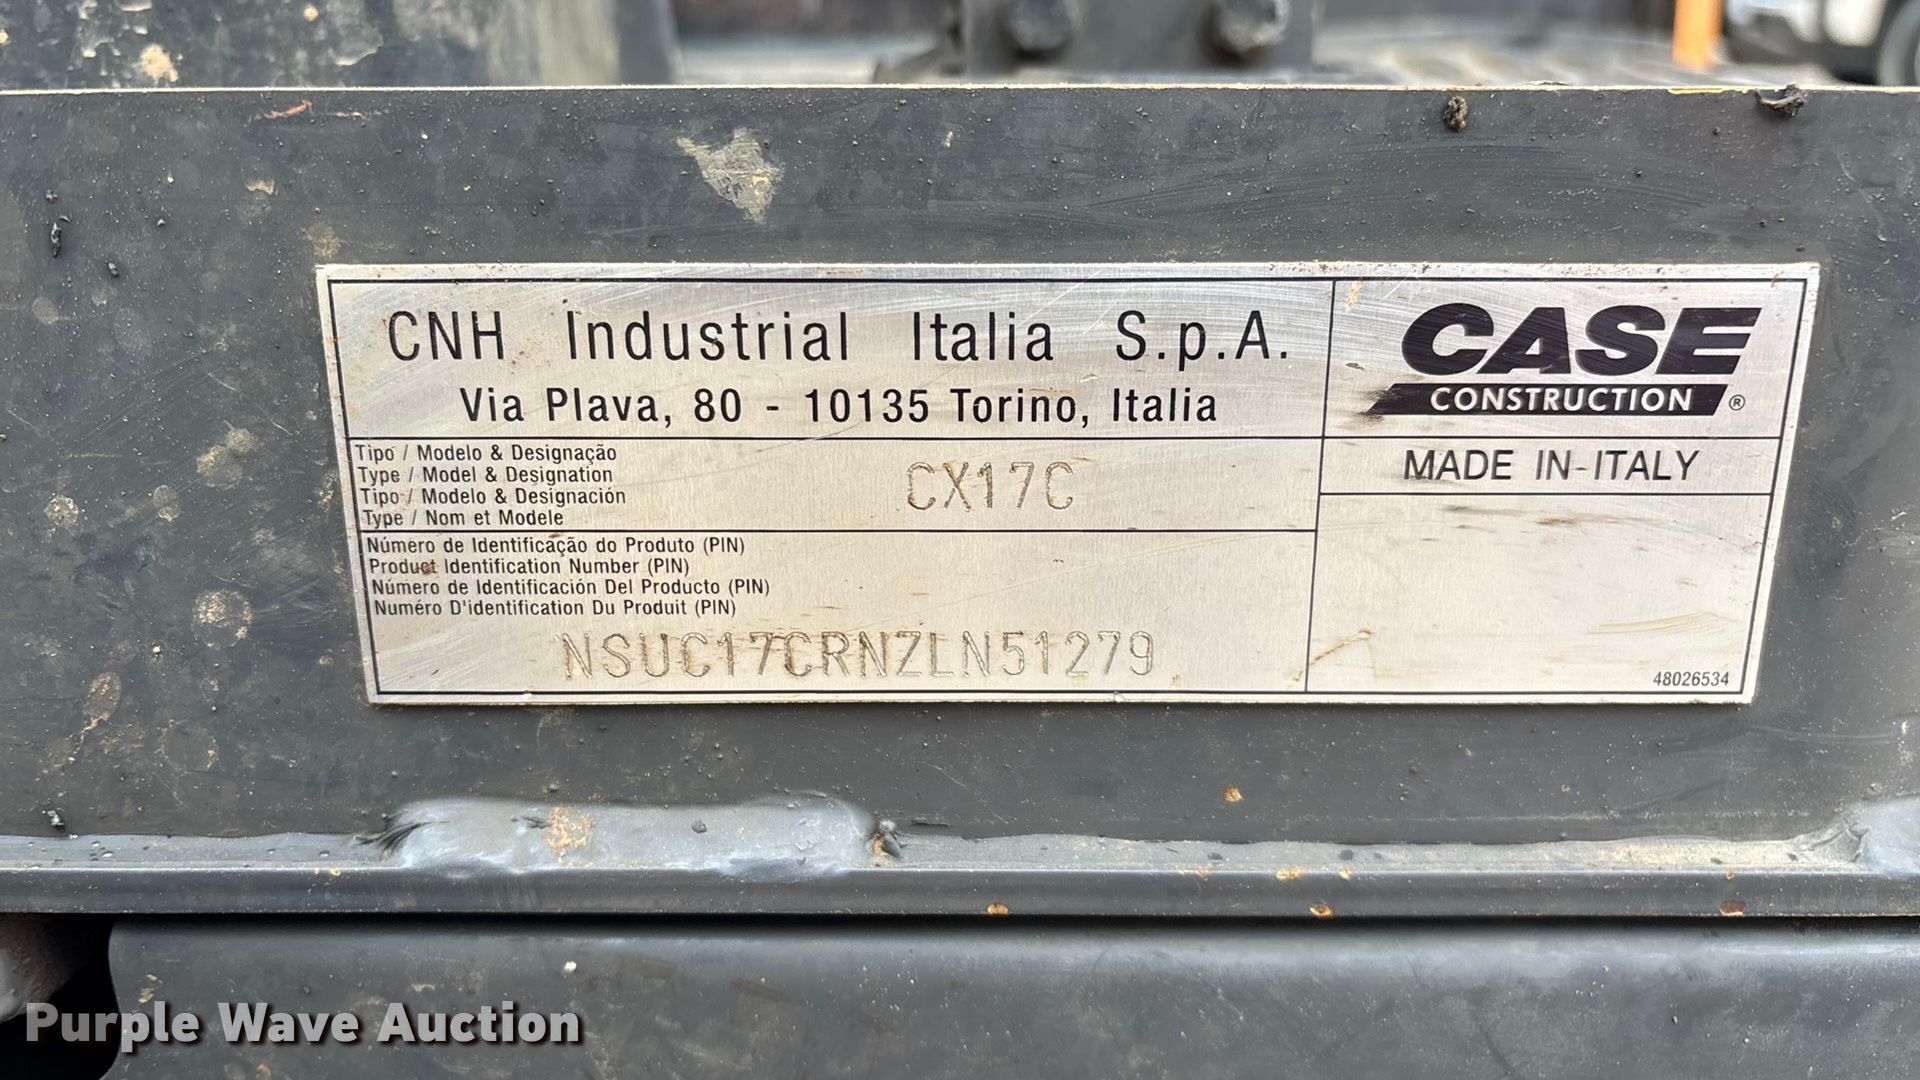 CNH Industrial Italia S.p.A.
Via Plava, 80 - 10135 Torino, Italia
CASE
CONSTRUCTION ®
Tipo / Modelo & Designação
Type / Model & Designation
Tipo / Modelo & Designación
Type / Nom et Modele
CX17C
MADE IN ITALY
Número de Identificação do Produto (PIN)
Product Identification Number (PIN)
Número de Identificación Del Producto (PIN)
Numéro D'identification Du Produit (PIN)
NSUC17CRNZLN51279
48026534
Purple Wave Auction